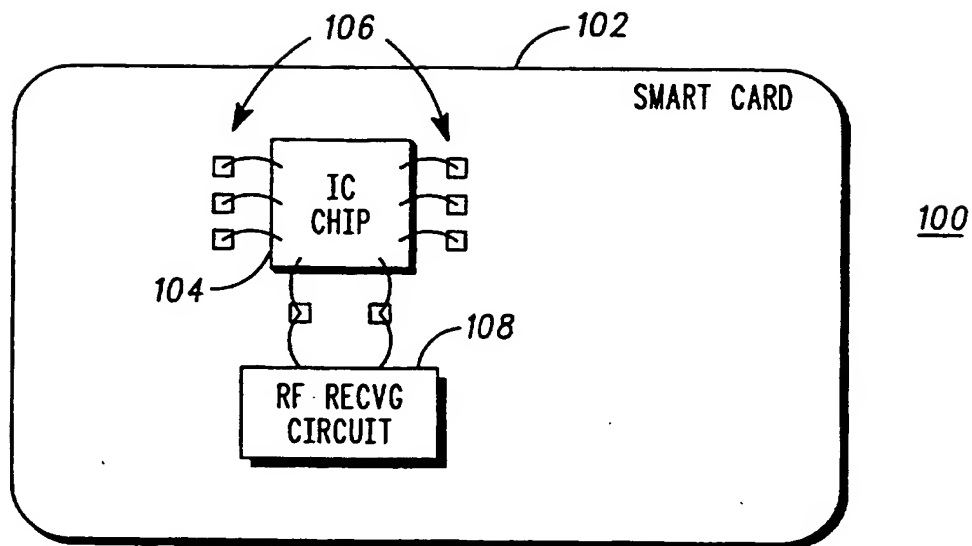 106
102
SMART CARD
IC
CHIP
100
104
108
RF RECVG
CIRCUIT